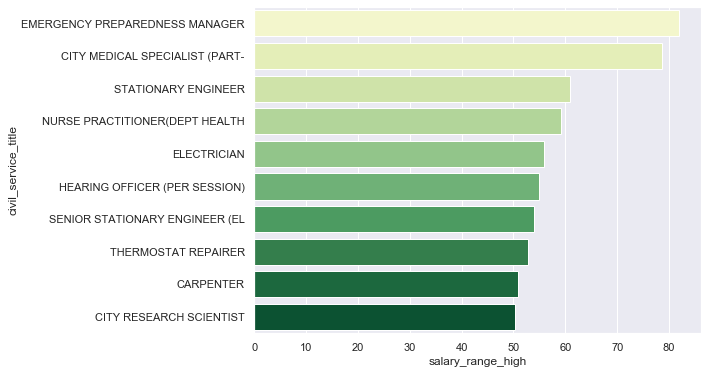 EMERGENCY PREPAREDNESS MANAGER
CITY MEDICAL SPECIALIST (PART-
STATIONARY ENGINEER
NURSE PRACTITIONER(DEPT HEALTH
ELECTRICIAN
HEARING OFFICER (PER SESSION)
SENIOR STATIONARY ENGINEER (EL
THERMOSTAT REPAIRER
CARPENTER
CITY RESEARCH SCIENTIST
civil_service_title
0 10 20 30 40 50 60 70 80
salary_range_high